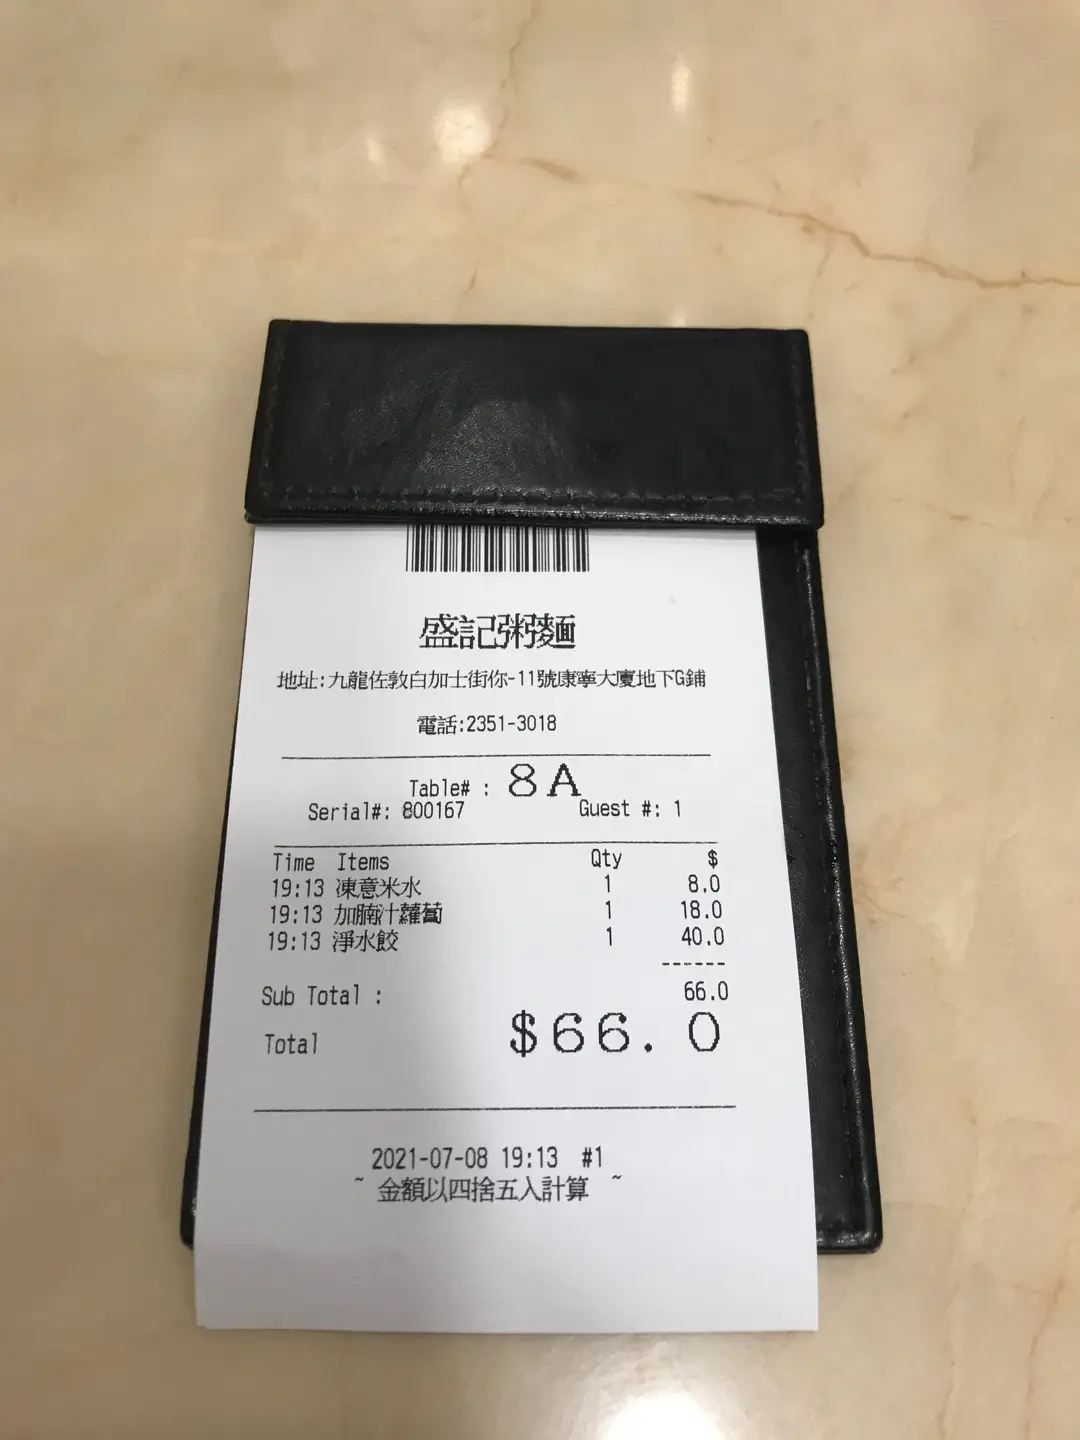 盛記粥麵
地址:九龍佐敦白加士街你-11號康寧大廈地下G鋪
電話:2351-3018
Table# : 8A
Serial#: 800167 Guest #: 1
Time Items Qty $
19:13 凍意米水 1 8.0
19:13 加腩汁蘿蔔 1 18.0
19:13 淨水餃 1 40.0
------
Sub Total : 66.0
Total $66.0
2021-07-08 19:13 #1
~ 金額以四捨五入計算 ~